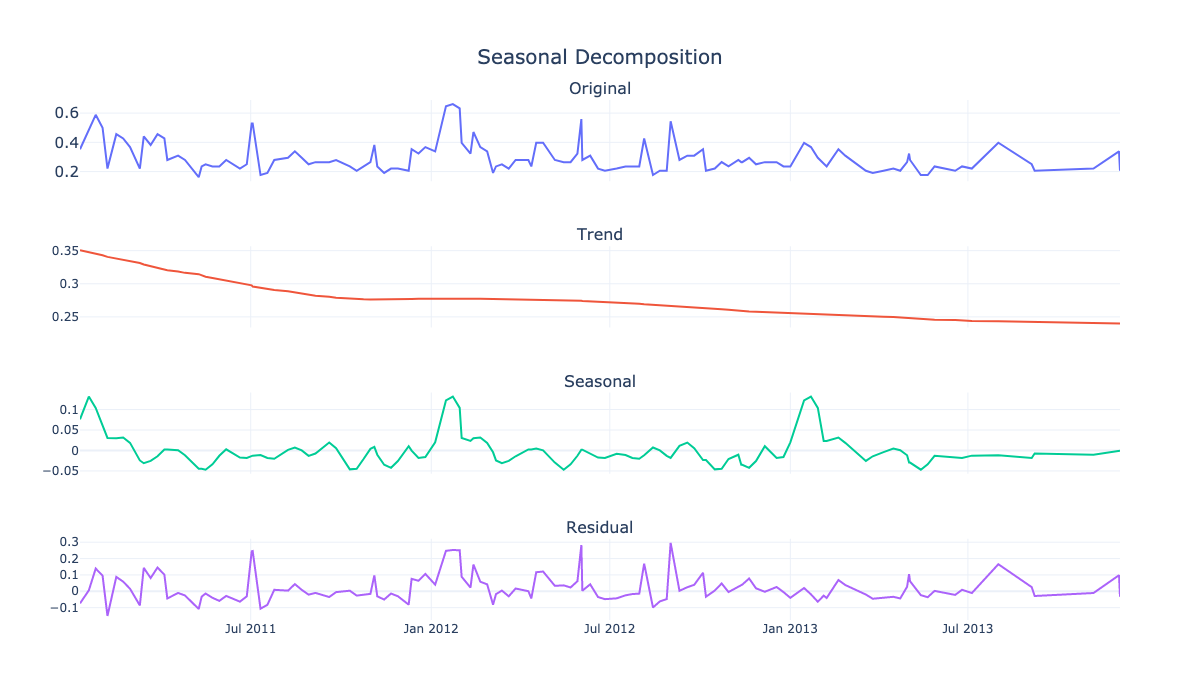 Seasonal Decomposition
Original
0.6
0.4
0.2
Trend
0.35
0.3
0.25
Seasonal
0.1
0.05
0
−0.05
Residual
0.3
0.2
0.1
0
−0.1
Jul 2011 Jan 2012 Jul 2012 Jan 2013 Jul 2013